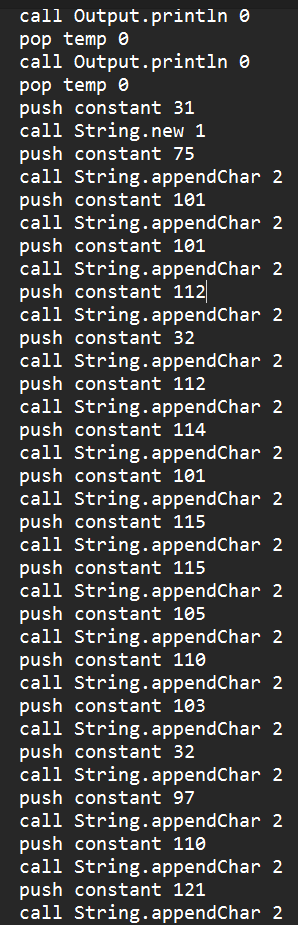 call Output.println 0
pop temp 0
call Output.println 0
pop temp 0
push constant 31
call String.new 1
push constant 75
call String.appendChar 2
push constant 101
call String.appendChar 2
push constant 101
call String.appendChar 2
push constant 112
call String.appendChar 2
push constant 32
call String.appendChar 2
push constant 112
call String.appendChar 2
push constant 114
call String.appendChar 2
push constant 101
call String.appendChar 2
push constant 115
call String.appendChar 2
push constant 115
call String.appendChar 2
push constant 105
call String.appendChar 2
push constant 110
call String.appendChar 2
push constant 103
call String.appendChar 2
push constant 32
call String.appendChar 2
push constant 97
call String.appendChar 2
push constant 110
call String.appendChar 2
push constant 121
call String.appendChar 2